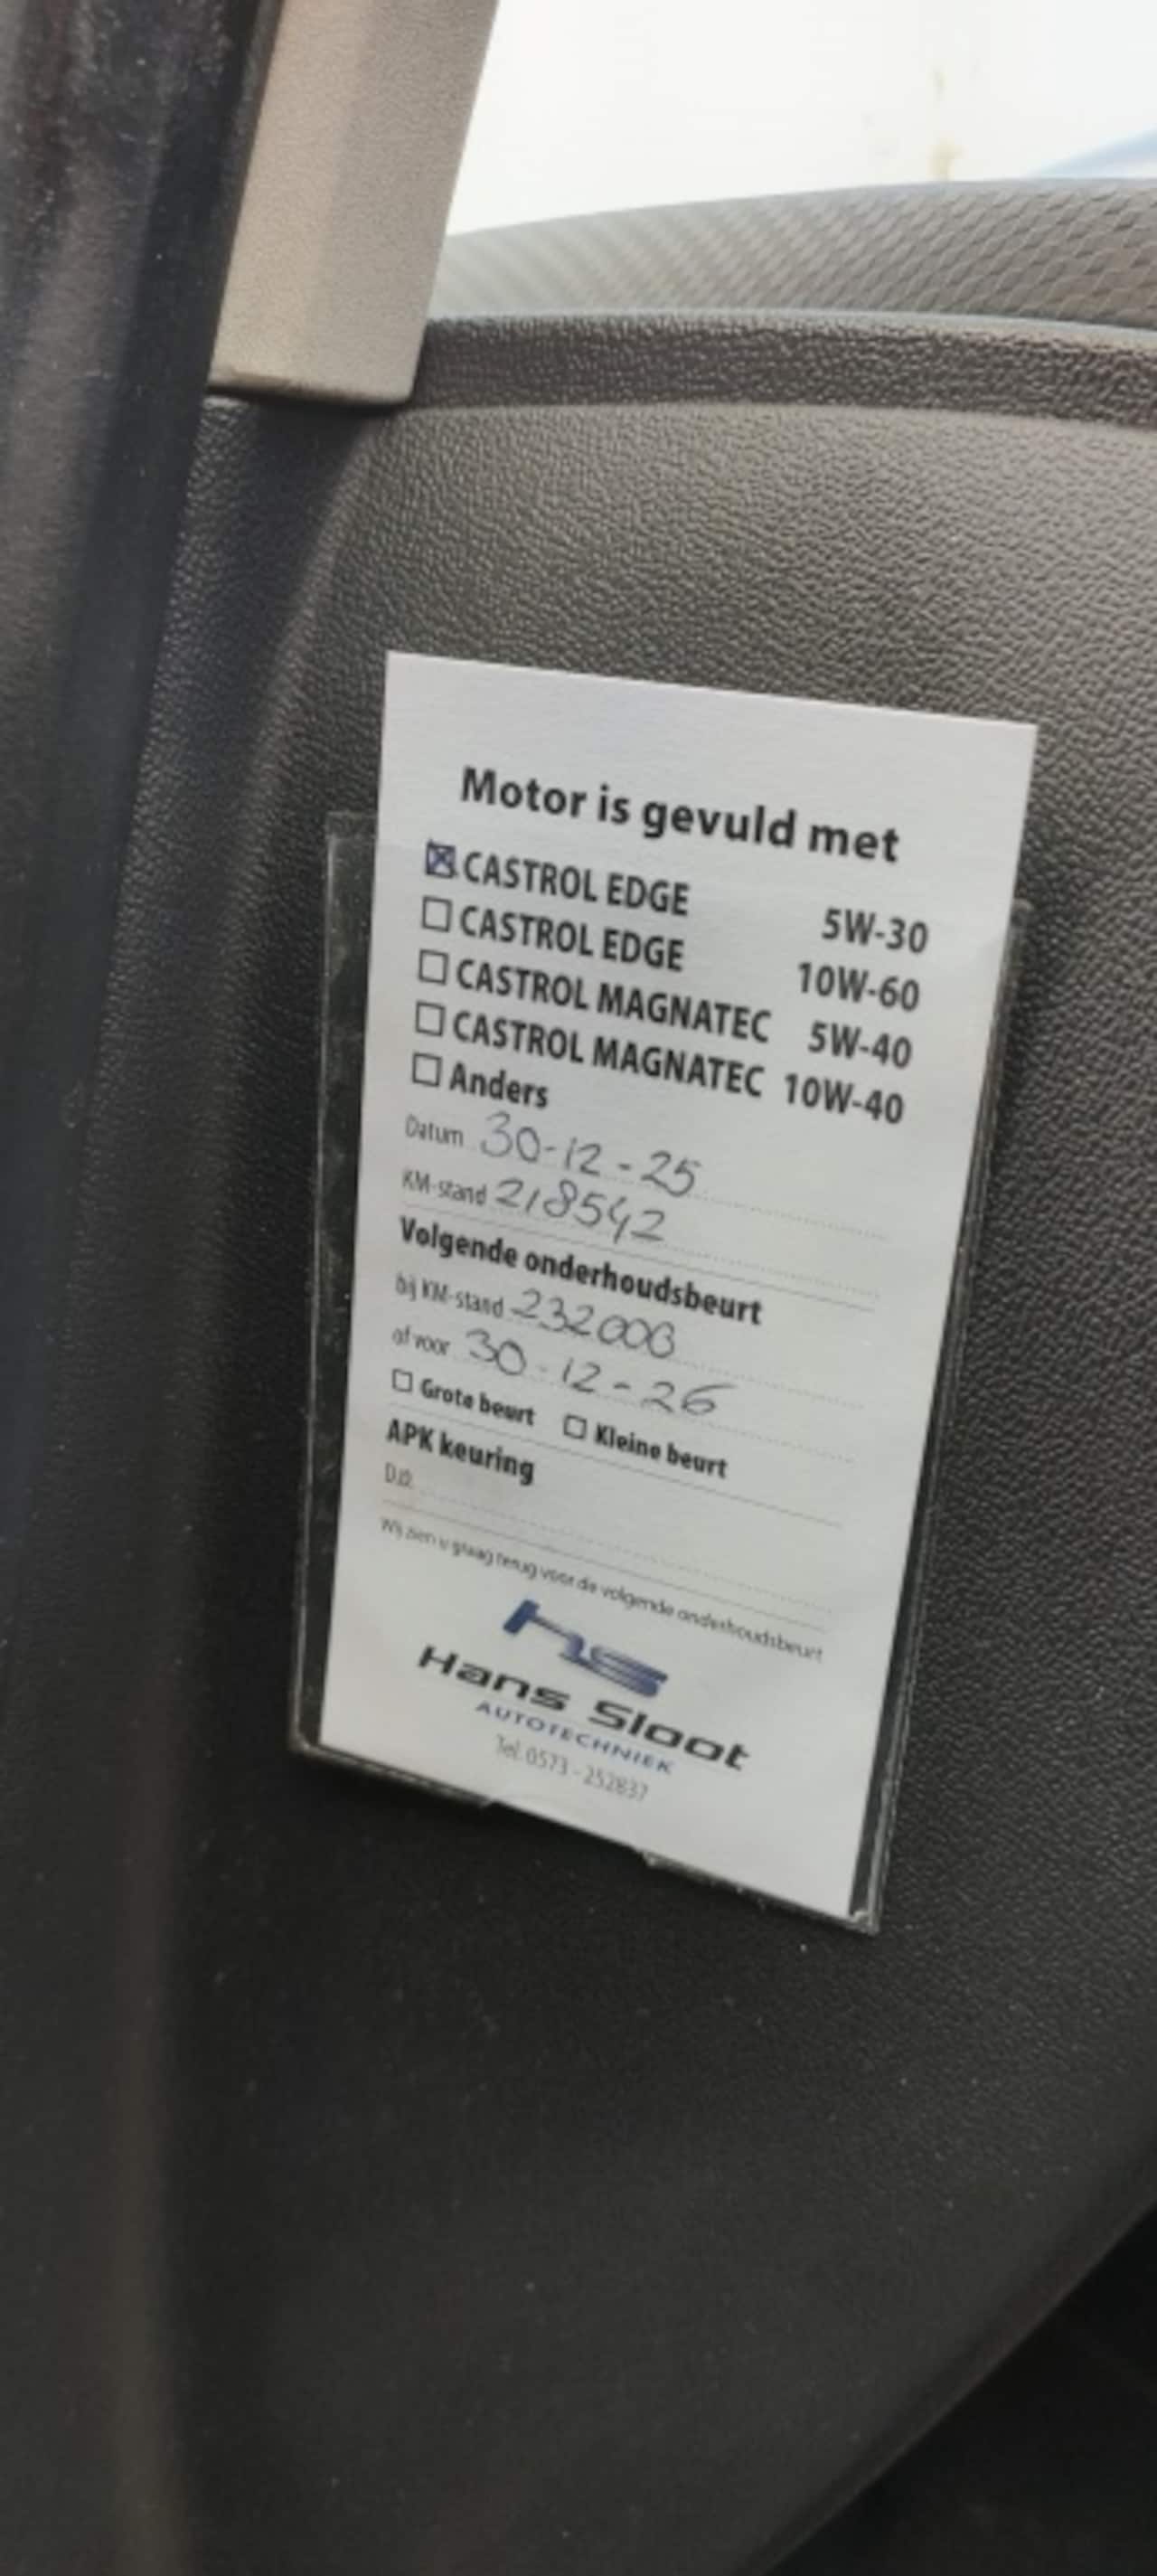 Motor is gevuld met
☒ CASTROL EDGE 5W-30
☐ CASTROL EDGE 10W-60
☐ CASTROL MAGNATEC 5W-40
☐ CASTROL MAGNATEC 10W-40
☐ Anders
Datum 30-12-25
KM-stand 218542
Volgende onderhoudsbeurt
bij KM-stand 232000
of voor 30-12-26
☐ Grote beurt ☐ Kleine beurt
APK keuring
D.d.
Wij zien u graag terug voor de volgende onderhoudsbeurt
hs
Hans Sloot
AUTOTECHNIEK
Tel. 0573 - 252837